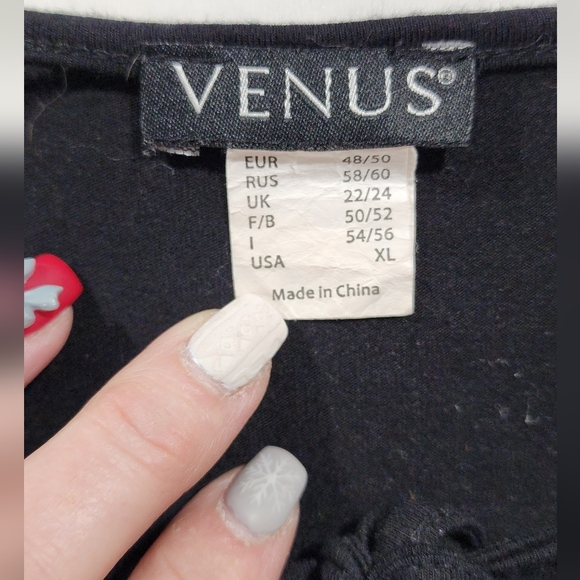 VENUS®
EUR 48/50
RUS 58/60
UK 22/24
F/B 50/52
I 54/56
USA XL
Made in China